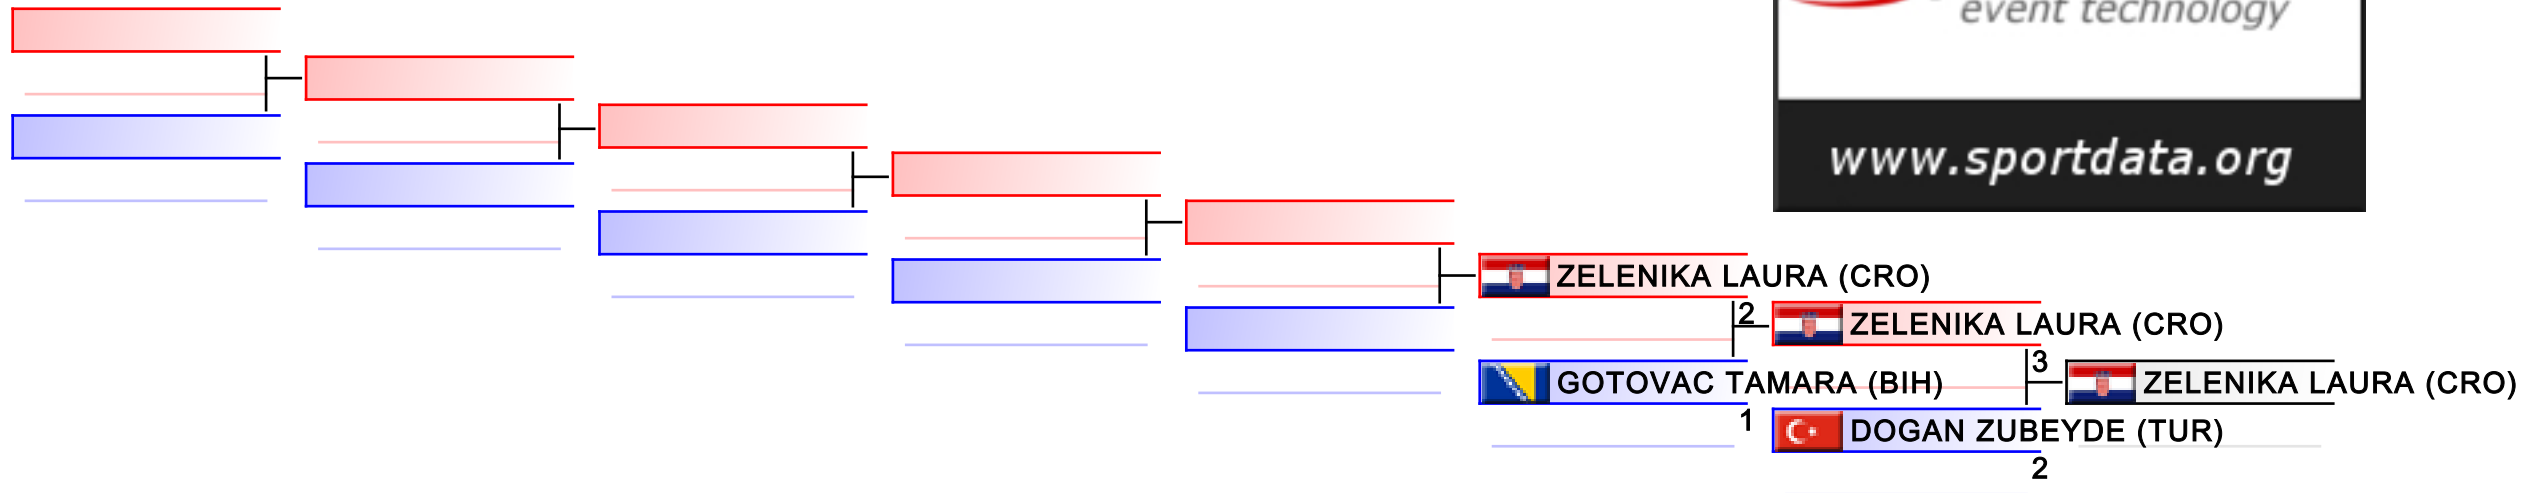 event technology
www.sportdata.org
ZELENIKA LAURA (CRO)
2
ZELENIKA LAURA (CRO)
3
GOTOVAC TAMARA (BIH)
ZELENIKA LAURA (CRO)
1
DOGAN ZUBEYDE (TUR)
2